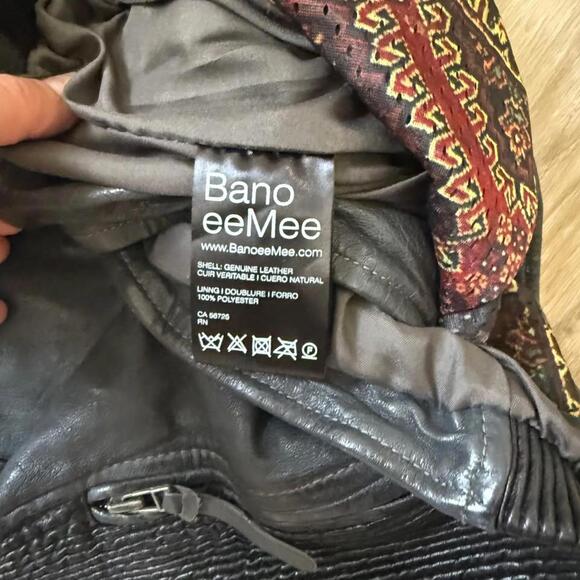 Bano
eeMee
www.BanoeeMee.com
SHELL: GENUINE LEATHER
CUIR VERITABLE I CUERO NATURAL
LINNG I DOUBLURE I FORRO
100% POLYESTER
CA 56725
RN
P